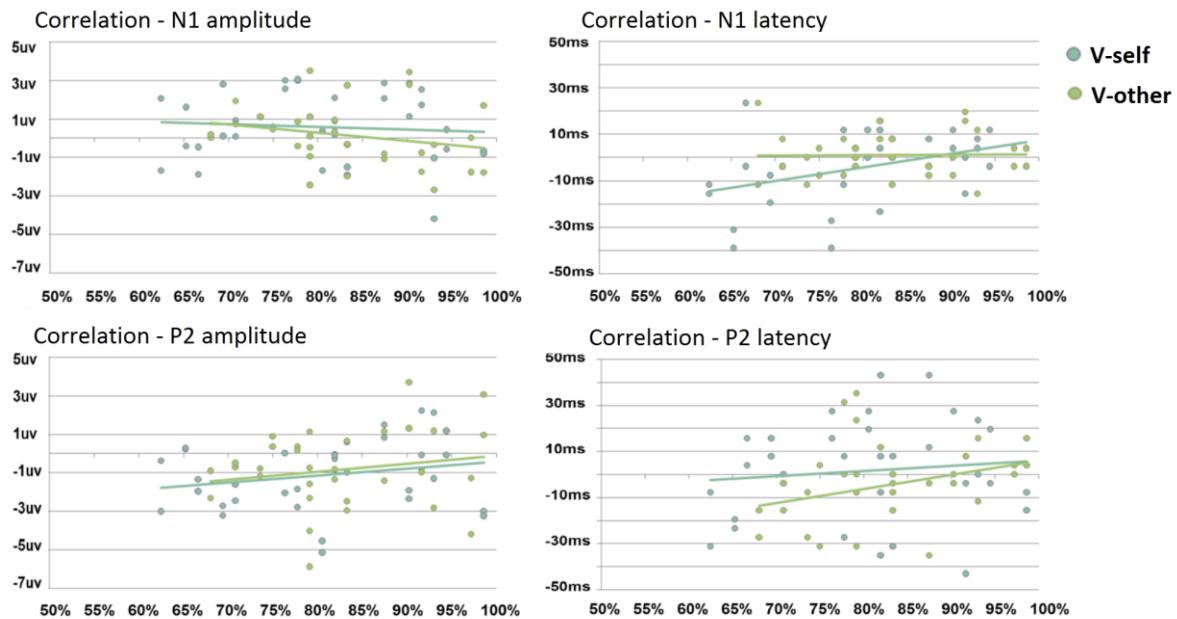 Correlation - N1 amplitude
5uv
3uv
1uv
-1uv
-3uv
-5uv
-7uv
50% 55% 60% 65% 70% 75% 80% 85% 90% 95% 100%
Correlation - N1 latency
50ms
30ms
10ms
-10ms
-30ms
-50ms
50% 55% 60% 65% 70% 75% 80% 85% 90% 95% 100%
V-self
V-other
Correlation - P2 amplitude
5uv
3uv
1uv
-1uv
-3uv
-5uv
-7uv
50% 55% 60% 65% 70% 75% 80% 85% 90% 95% 100%
Correlation - P2 latency
50ms
30ms
10ms
-10ms
-30ms
-50ms
50% 55% 60% 65% 70% 75% 80% 85% 90% 95% 100%